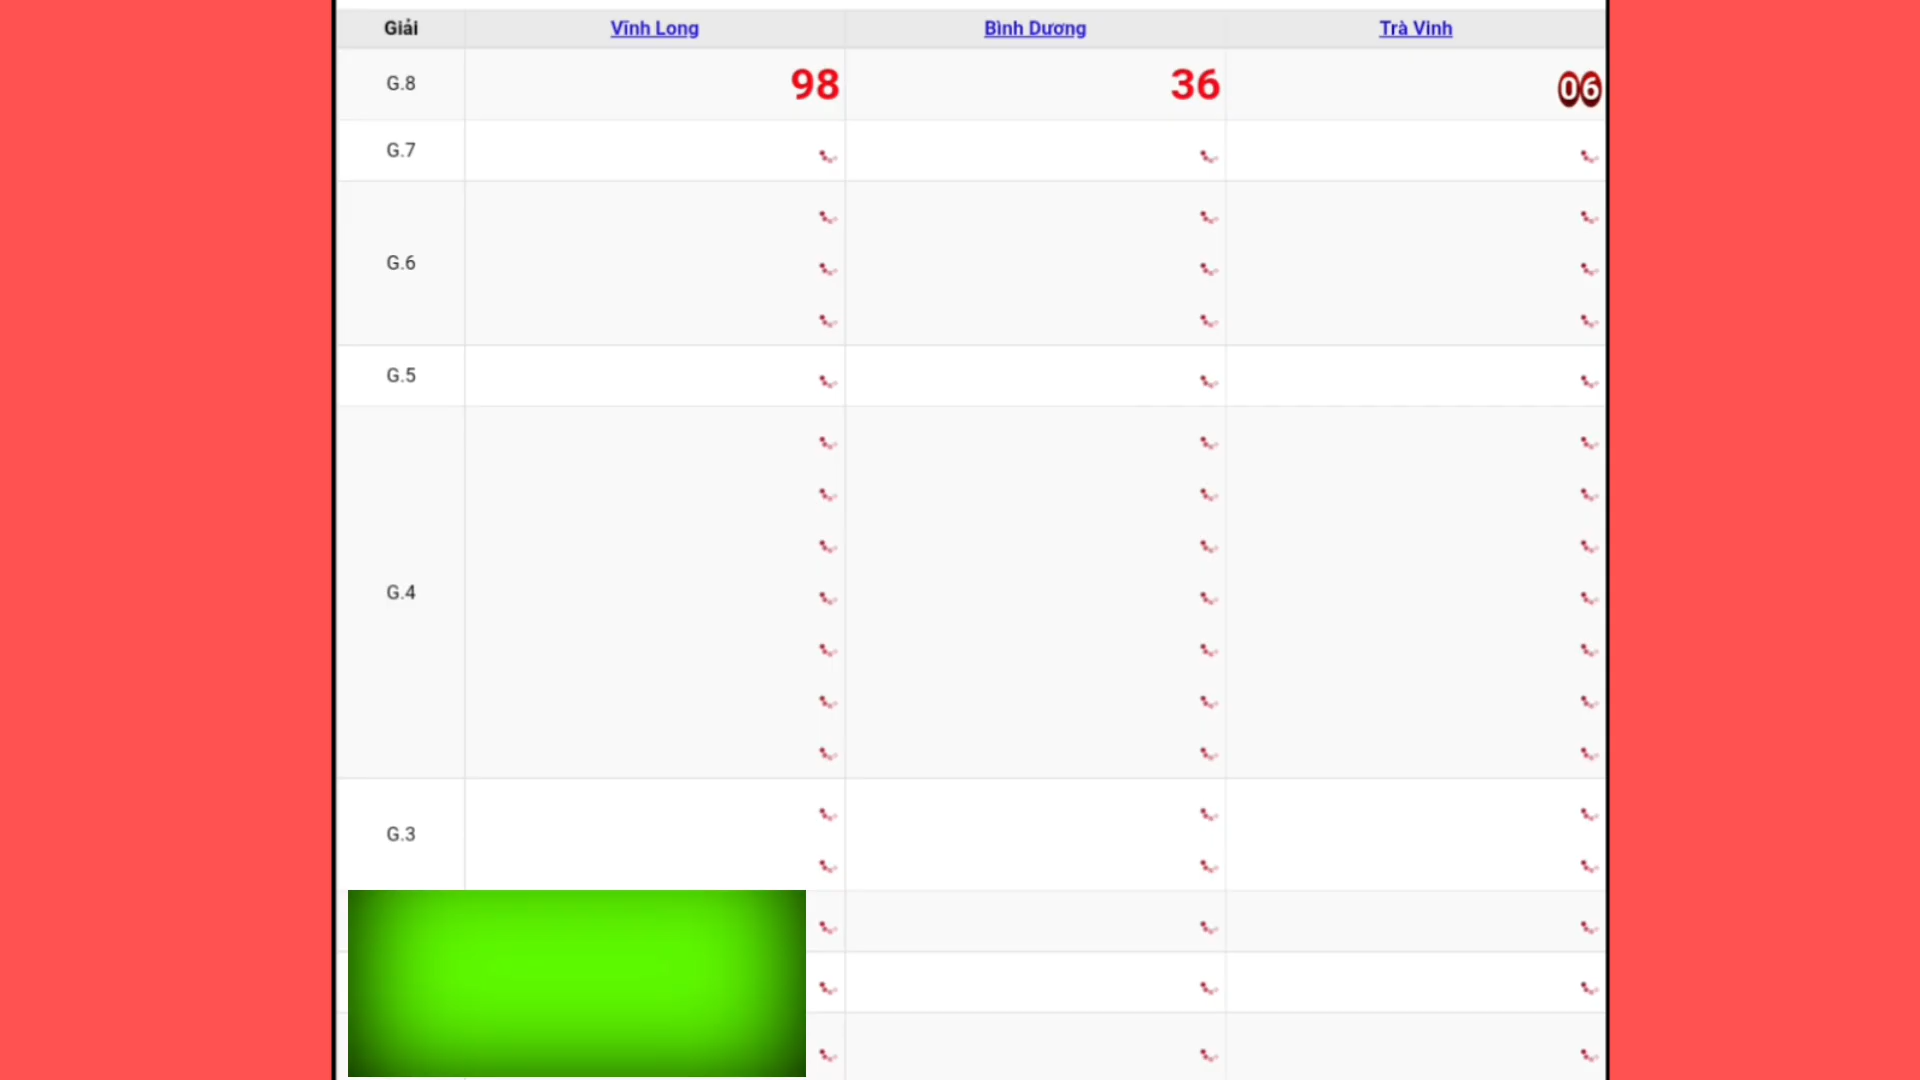 Giải Vĩnh Long Bình Dương Trà Vinh
G.8 98 36 06
G.7
G.6
G.5
G.4
G.3